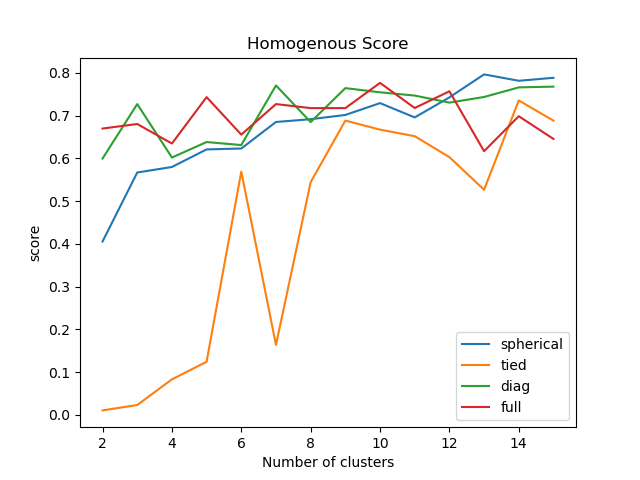 Homogenous Score
score
0.8
0.7
0.6
0.5
0.4
0.3
0.2
0.1
0.0
spherical
tied
diag
full
2 4 6 8 10 12 14
Number of clusters